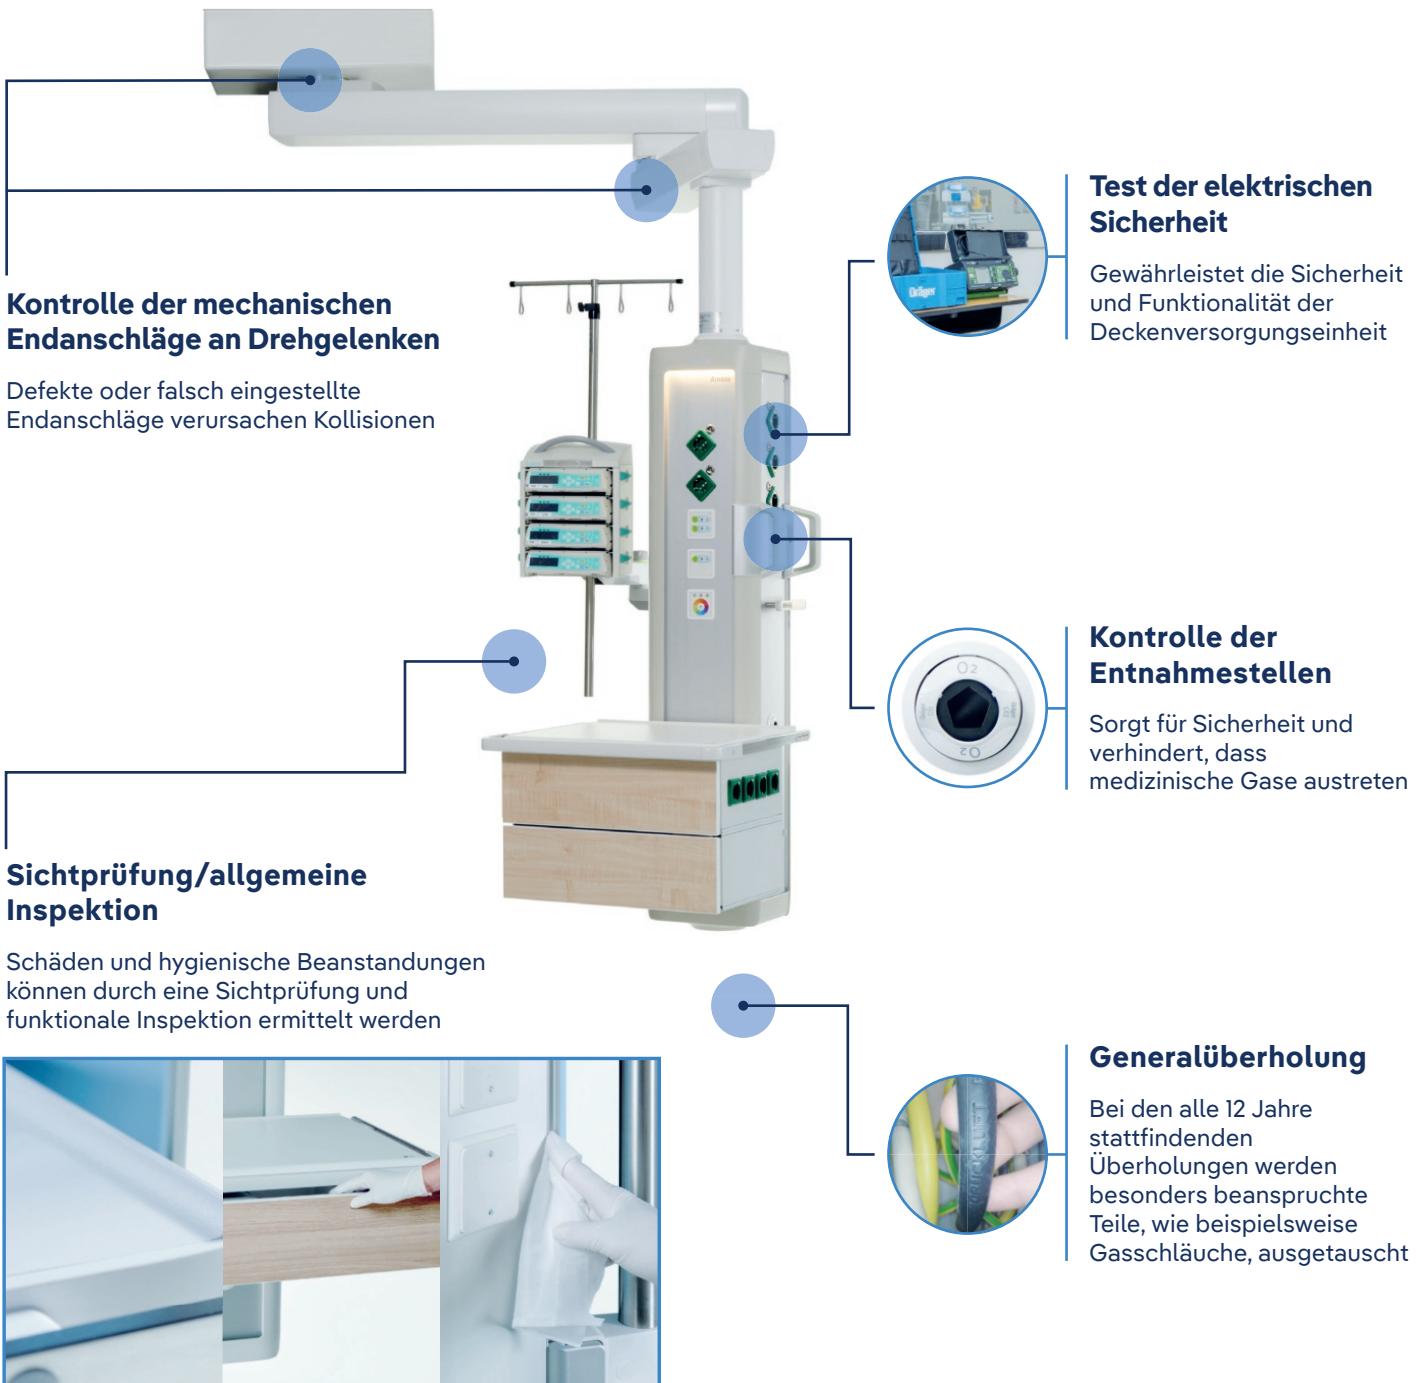 Kontrolle der mechanischen
Endanschläge an Drehgelenken
Defekte oder falsch eingestellte
Endanschläge verursachen Kollisionen
Test der elektrischen
Sicherheit
Gewährleistet die Sicherheit
und Funktionalität der
Deckenversorgungseinheit
Dräger
Kontrolle der
Entnahmestellen
Sorgt für Sicherheit und
verhindert, dass
medizinische Gase austreten
O2
O2
Sichtprüfung/allgemeine
Inspektion
Schäden und hygienische Beanstandungen
können durch eine Sichtprüfung und
funktionale Inspektion ermittelt werden
Generalüberholung
Bei den alle 12 Jahre
stattfindenden
Überholungen werden
besonders beanspruchte
Teile, wie beispielsweise
Gasschläuche, ausgetauscht
DRUCKLUFT